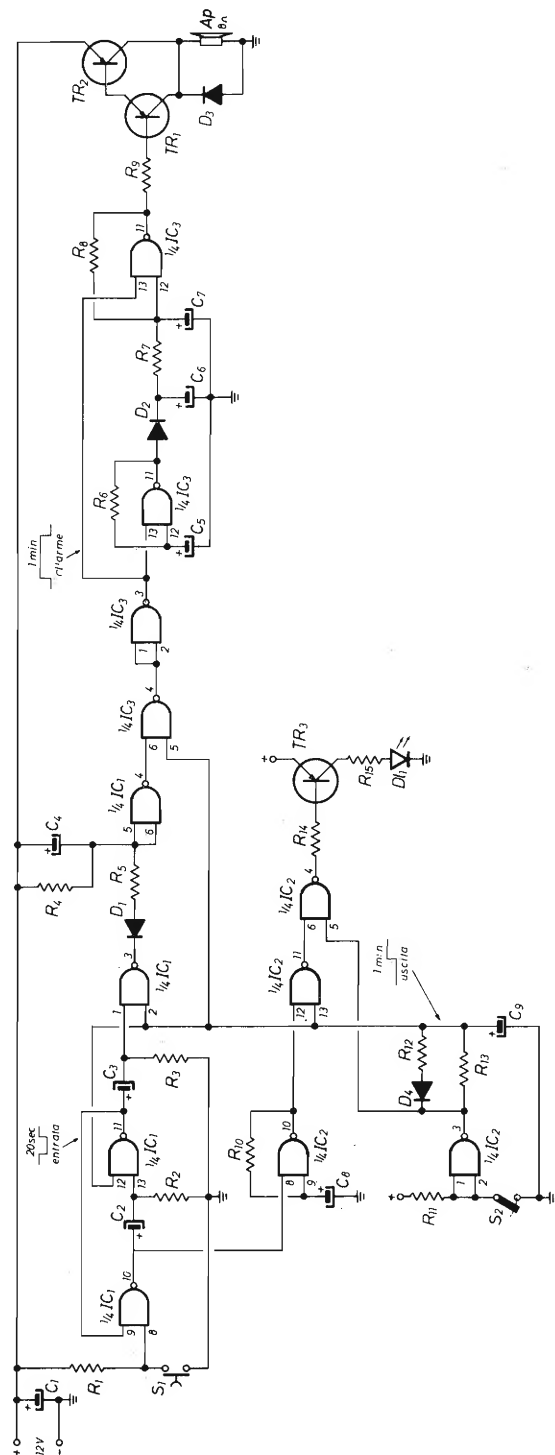 +
12V
-
C1
+
R1
S1
8
9
10
1/4 IC1
C2
+
R2
20sec
entrata
12
13
11
1/4 IC1
C3
+
R3
1
2
3
1/4 IC1
D1
R5
R4
C4
+
5
6
4
1/4 IC1
6
5
4
1/4 IC3
1
2
3
1/4 IC3
1 min
R6
13
12
11
1/4 IC3
C5
+
D2
C6
+
R7
C7
+
R8
13
12
11
1/4 IC3
R9
TR1
TR2
D3
Ap
8Ω
8
9
10
1/4 IC2
R10
C8
+
12
13
11
1/4 IC2
6
5
4
1/4 IC2
R14
TR3
+
R15
Dl1
1 min
uscita
+
R11
S2
1
2
3
1/4 IC2
D4
R12
R13
C9
+